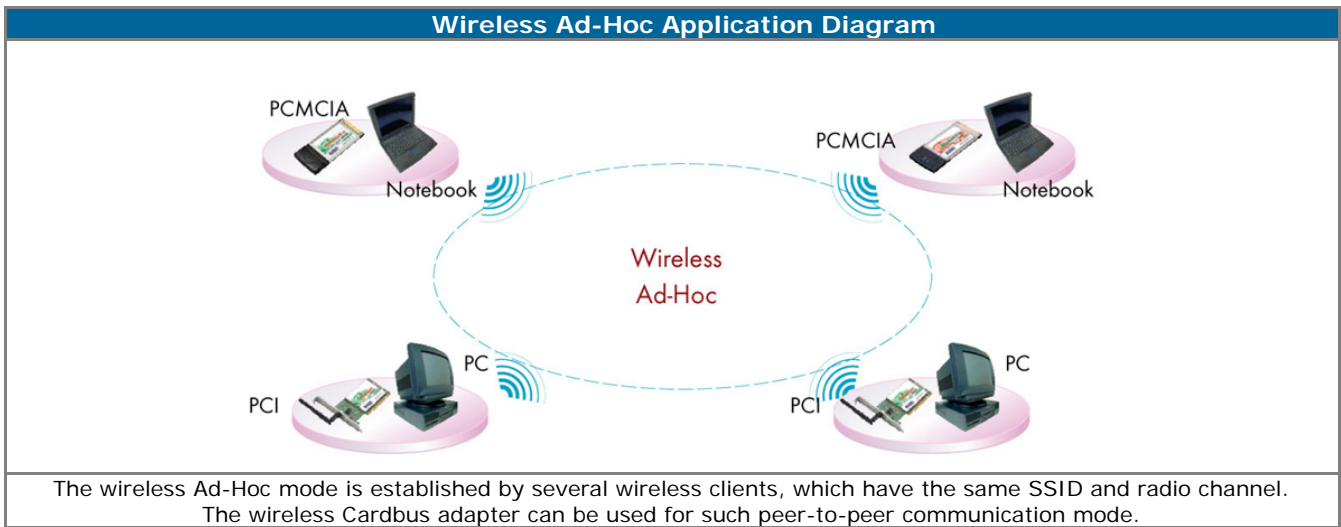 Wireless Ad-Hoc Application Diagram
PCMCIA
Notebook
PCMCIA
Notebook
Wireless
Ad-Hoc
PC
PCI
PC
PCI
The wireless Ad-Hoc mode is established by several wireless clients, which have the same SSID and radio channel.
The wireless Cardbus adapter can be used for such peer-to-peer communication mode.